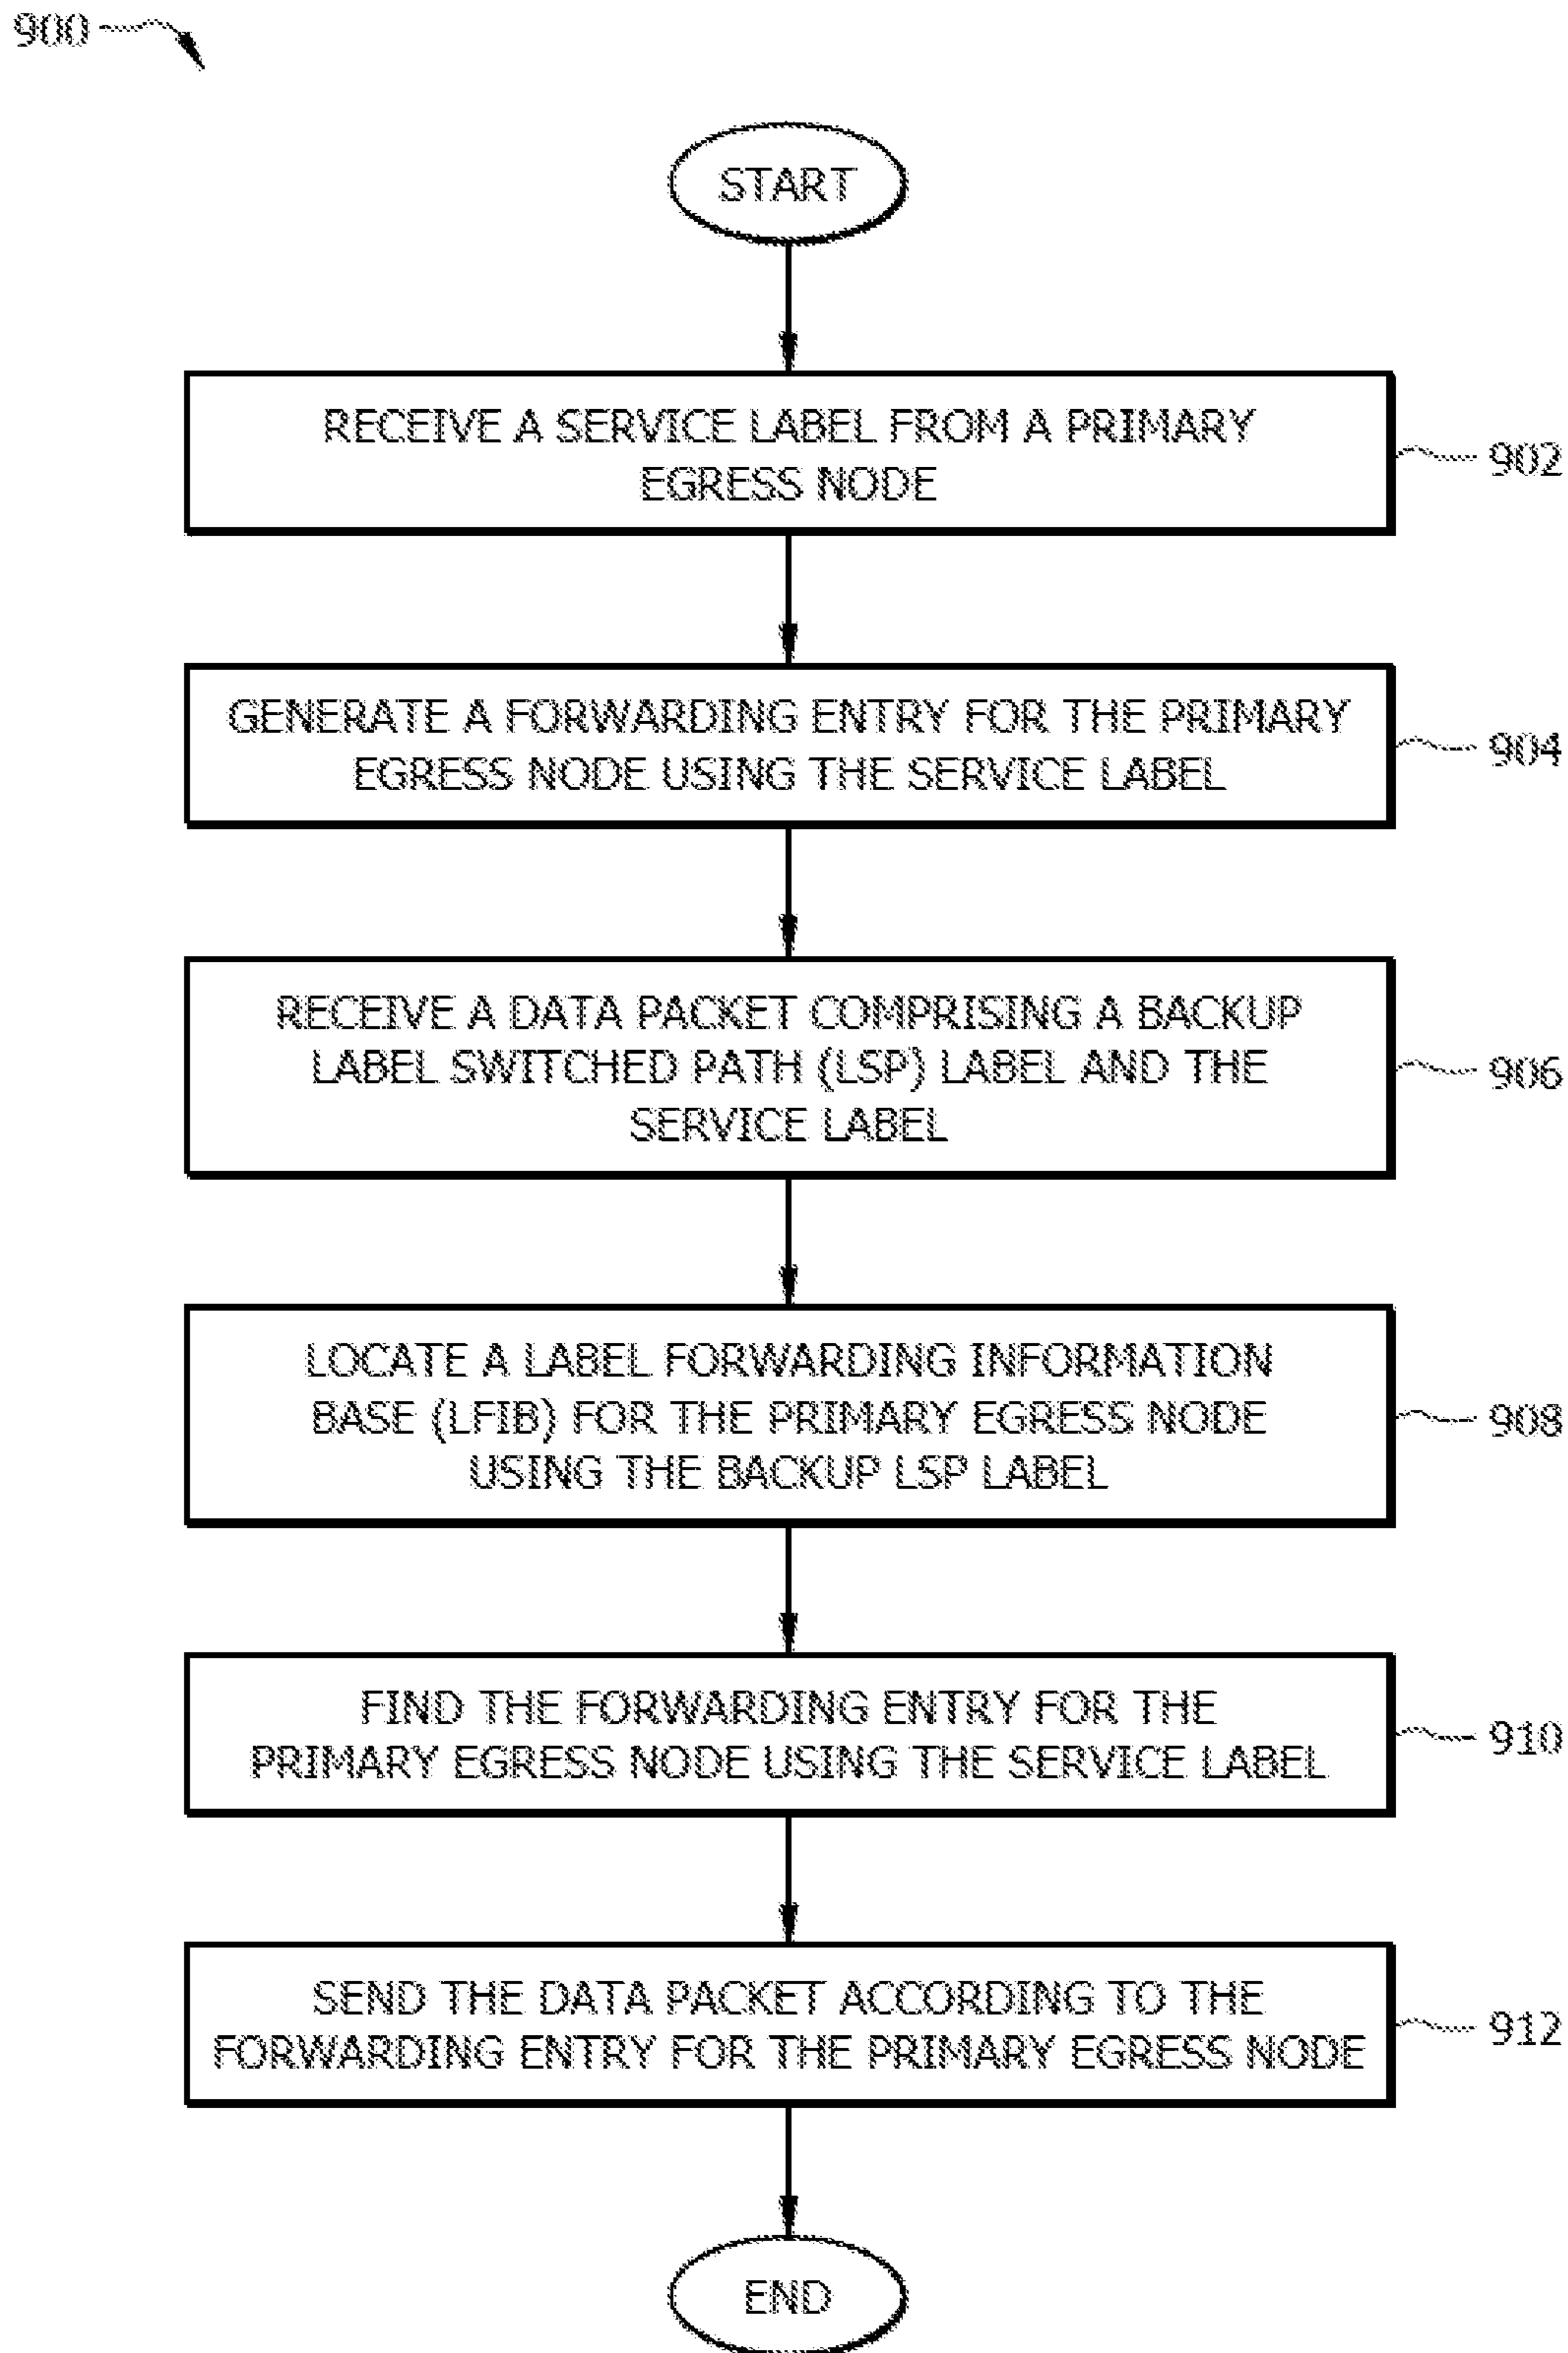 900
START
RECEIVE A SERVICE LABEL FROM A PRIMARY
EGRESS NODE
902
GENERATE A FORWARDING ENTRY FOR THE PRIMARY
EGRESS NODE USING THE SERVICE LABEL
904
RECEIVE A DATA PACKET COMPRISING A BACKUP
LABEL SWITCHED PATH (LSP) LABEL AND THE
SERVICE LABEL
906
LOCATE A LABEL FORWARDING INFORMATION
BASE (LFIB) FOR THE PRIMARY EGRESS NODE
USING THE BACKUP LSP LABEL
908
FIND THE FORWARDING ENTRY FOR THE
PRIMARY EGRESS NODE USING THE SERVICE LABEL
910
SEND THE DATA PACKET ACCORDING TO THE
FORWARDING ENTRY FOR THE PRIMARY EGRESS NODE
912
END